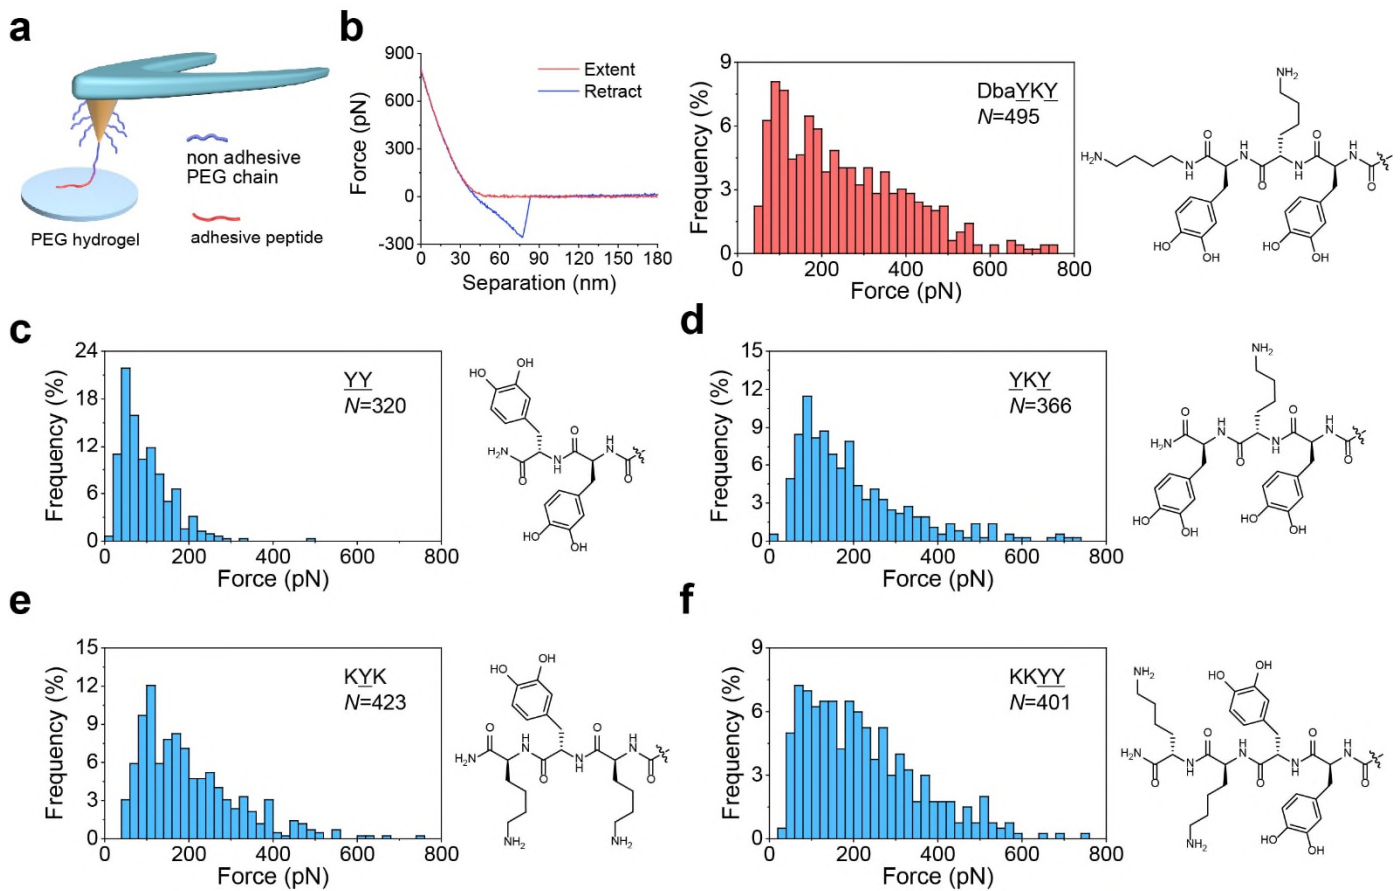 a
non adhesive
PEG chain
adhesive peptide
PEG hydrogel
b
Force (pN)
900
600
300
0
-300
0 30 60 90 120 150 180
Separation (nm)
Extent
Retract
Frequency (%)
9
6
3
0
0 200 400 600 800
Force (pN)
DbaYKY
N=495
NH2
H2N
N
H
O
H
N
O
N
H
O
H
N
O
HO
OH
HO
OH
c
Frequency (%)
24
18
12
6
0
0 200 400 600 800
Force (pN)
YY
N=320
OH
HO
H2N
O
O
N
H
H
N
O
HO
OH
d
Frequency (%)
15
12
9
6
3
0
0 200 400 600 800
Force (pN)
YKY
N=366
NH2
O
H2N
H
N
O
N
H
O
H
N
O
HO
OH
HO
OH
e
Frequency (%)
15
12
9
6
3
0
0 200 400 600 800
Force (pN)
KYK
N=423
OH
HO
O
H2N
H
N
O
N
H
O
H
N
O
NH2
NH2
f
Frequency (%)
9
6
3
0
0 200 400 600 800
Force (pN)
KKYY
N=401
NH2
HO
OH
H2N
O
N
H
O
H
N
O
N
H
O
H
N
O
NH2
HO
OH